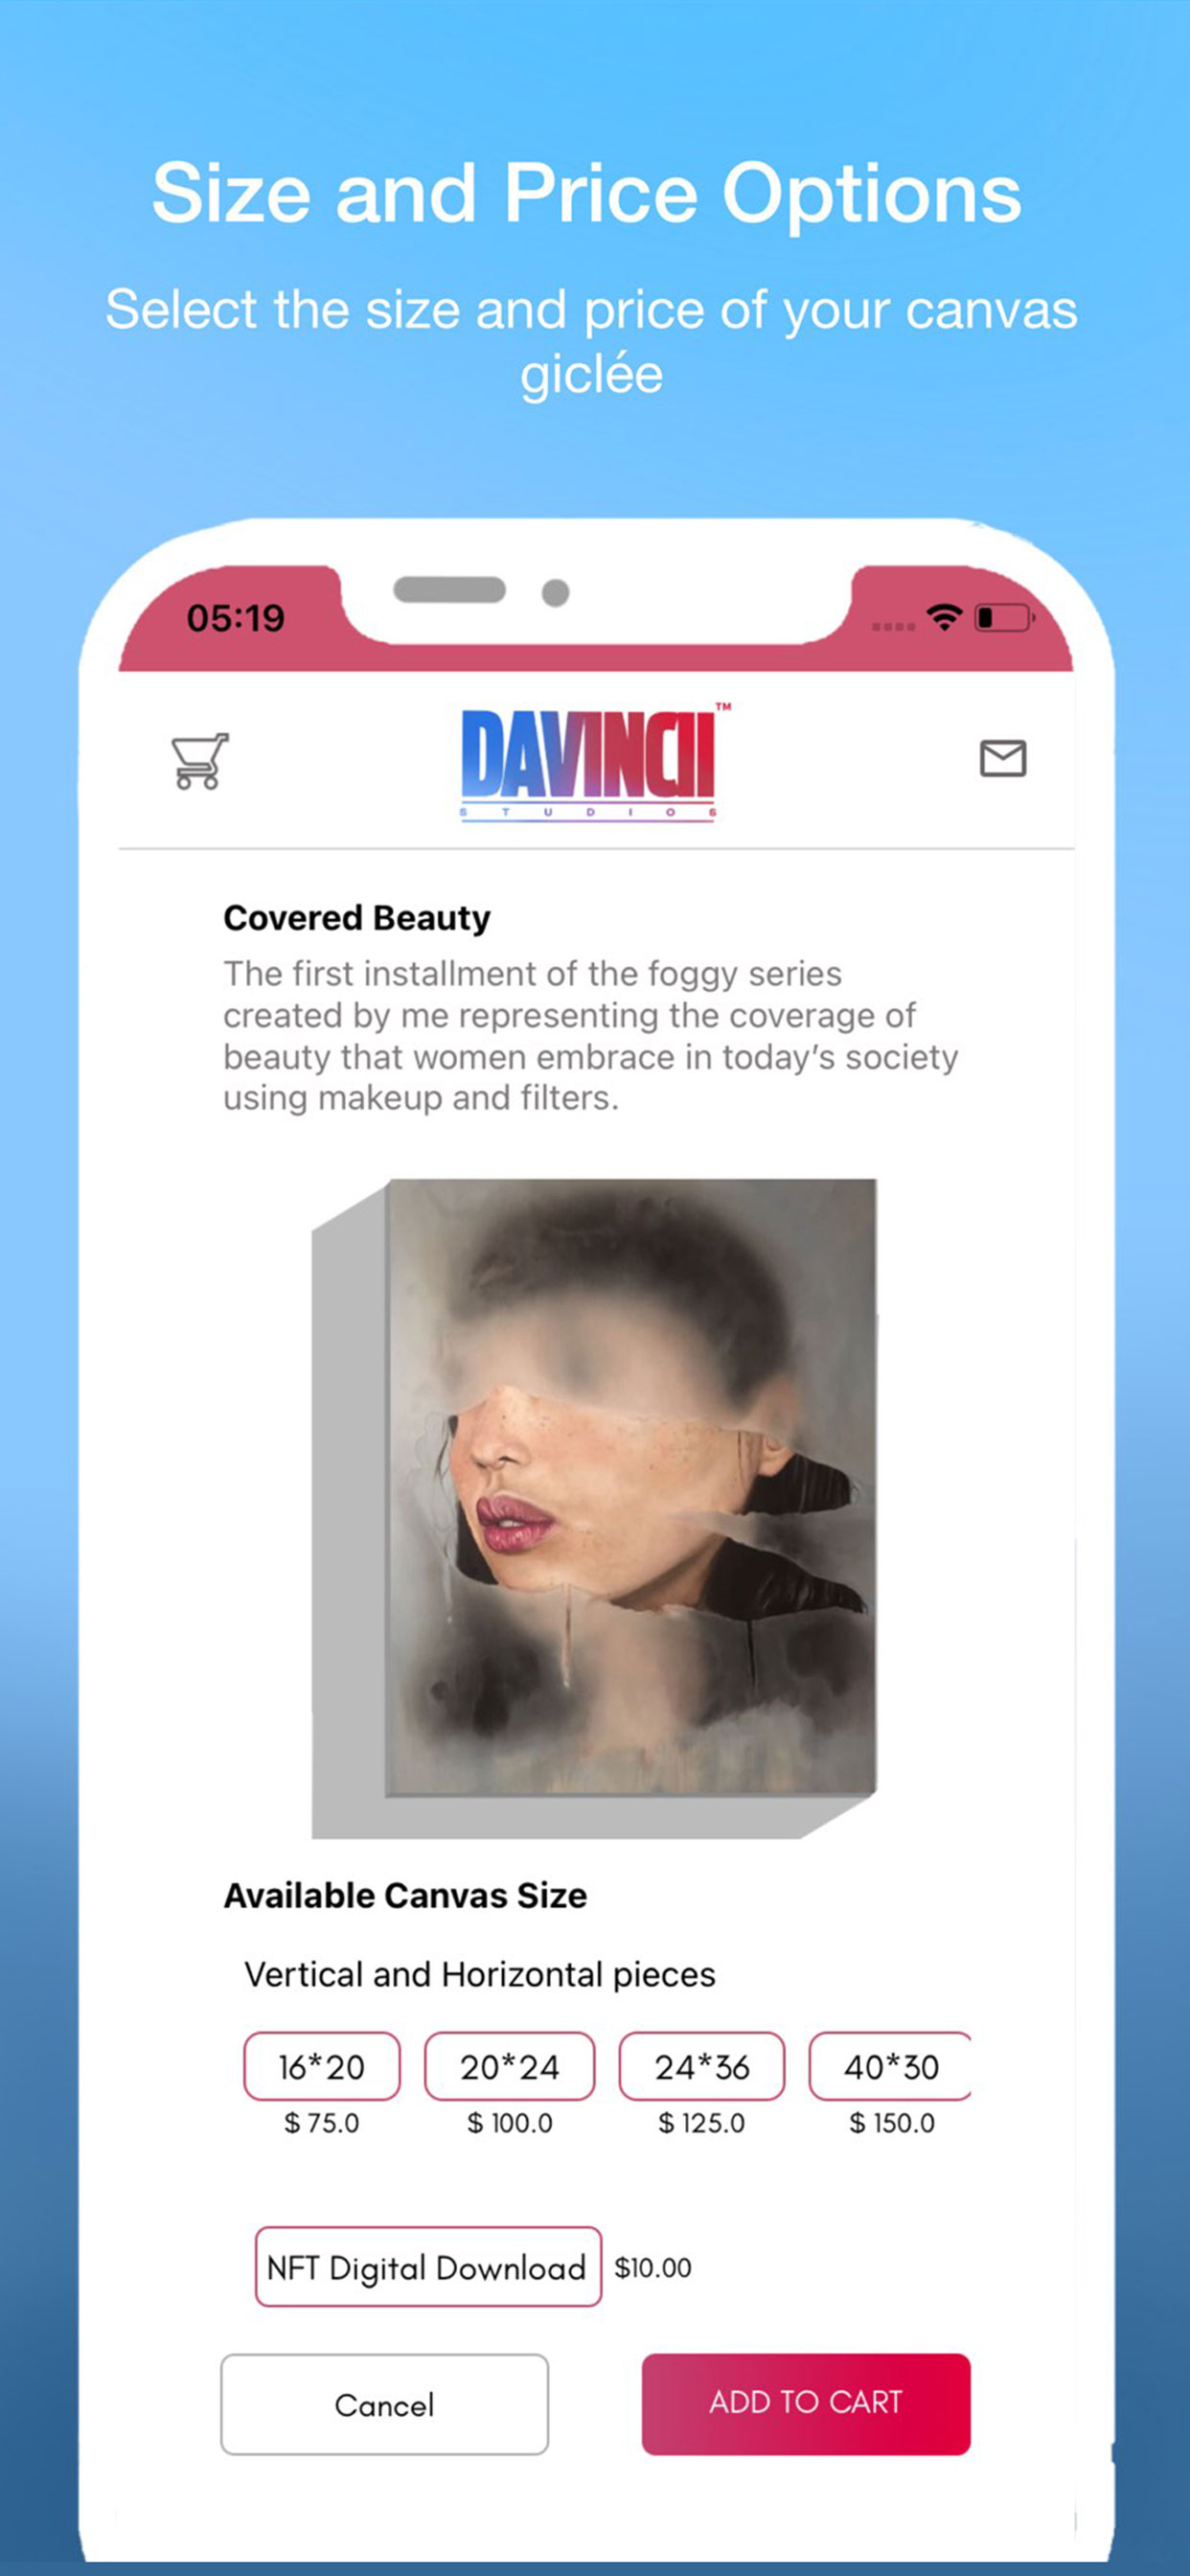 Size and Price Options
Select the size and price of your canvas
giclée
05:19
DAVINCII™
STUDIOS
Covered Beauty
The first installment of the foggy series
created by me representing the coverage of
beauty that women embrace in today's society
using makeup and filters.
Available Canvas Size
Vertical and Horizontal pieces
16*20 20*24 24*36 40*30
$ 75.0 $ 100.0 $ 125.0 $ 150.0
NFT Digital Download $10.00
Cancel ADD TO CART